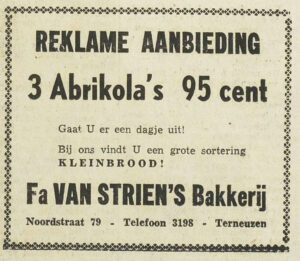 REKLAME AANBIEDING
3 Abrikola's 95 cent
Gaat U er een dagje uit!
Bij ons vindt U een grote sortering
KLEINBROOD!
Fa VAN STRIEN'S Bakkerij
Noordstraat 79 - Telefoon 3198 - Terneuzen